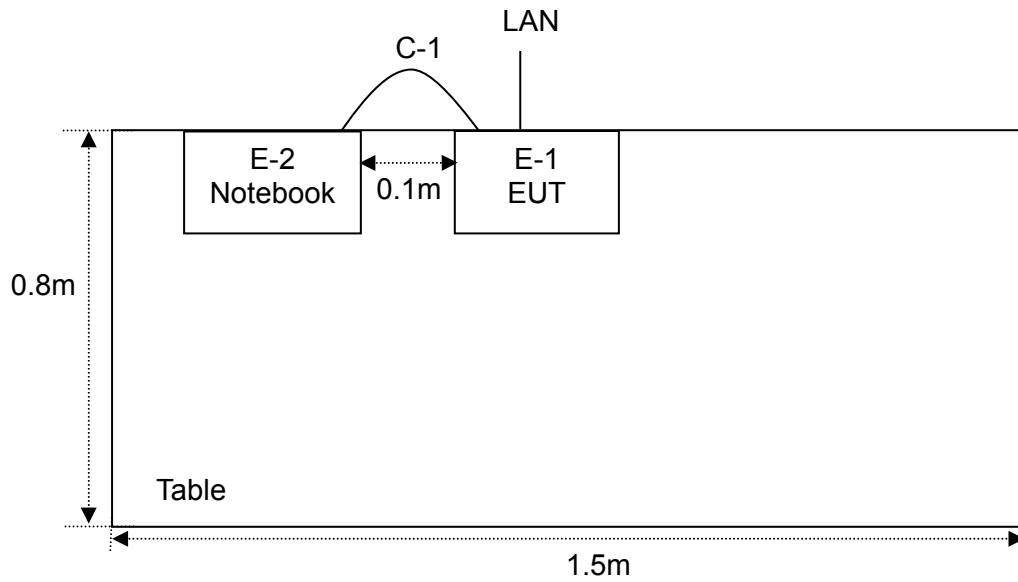 LAN
C-1
E-2
Notebook
0.1m
E-1
EUT
0.8m
Table
1.5m